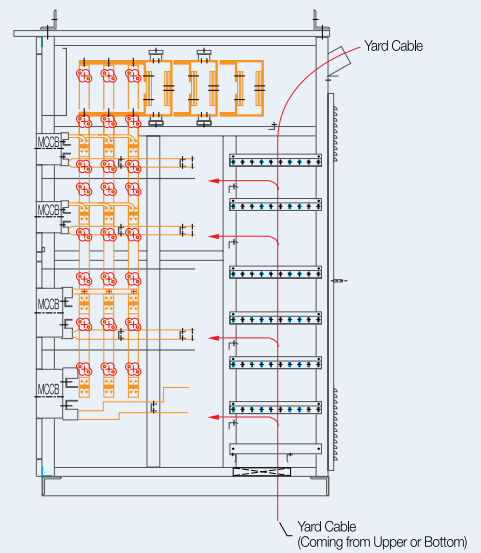 Yard Cable
MCCB
MCCB
MCCB
MCCB
Yard Cable
(Coming from Upper or Bottom)